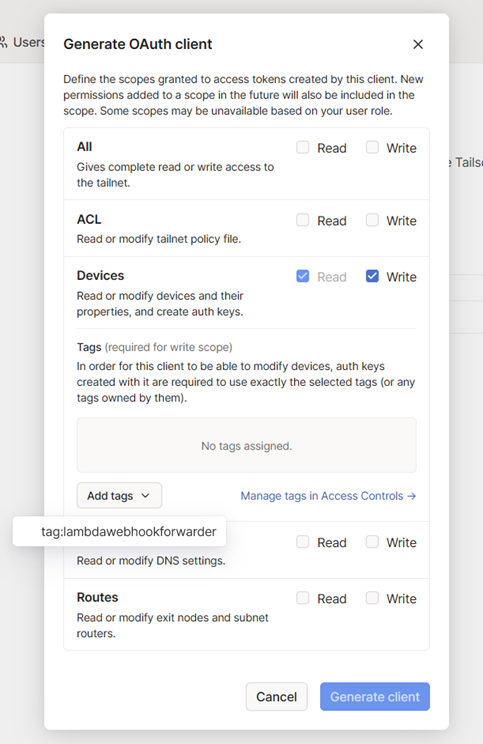 Users
Generate OAuth client
Define the scopes granted to access tokens created by this client. New
permissions added to a scope in the future will also be included in the
scope. Some scopes may be unavailable based on your user role.
All
Read
Write
Gives complete read or write access to
the tailnet.
ACL
Read
Write
Read or modify tailnet policy file.
Devices
Read
Write
Read or modify devices and their
properties, and create auth keys.
Tags (required for write scope)
In order for this client to be able to modify devices, auth keys
created with it are required to use exactly the selected tags (or any
tags owned by them).
No tags assigned.
Add tags
Manage tags in Access Controls →
tag:lambdawebhookforwarder
Read
Write
Read or modify DNS settings.
Routes
Read
Write
Read or modify exit nodes and subnet
routers.
Cancel
Generate client